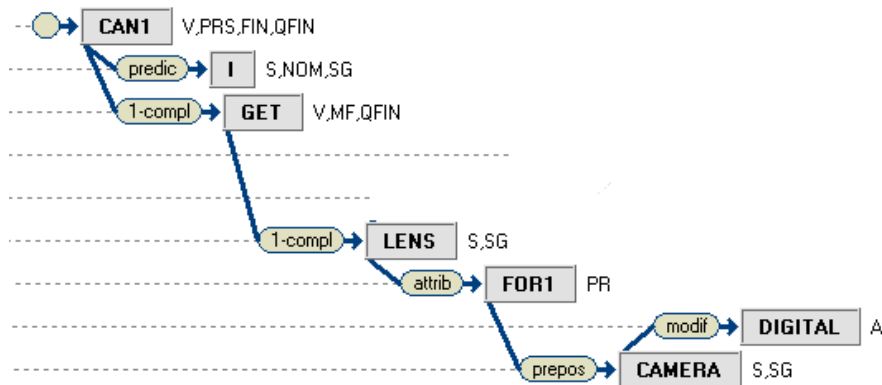 CAN1 V,PRS,FIN,QFIN
predic I S,NOM,SG
1-compl GET V,MF,QFIN
1-compl LENS S,SG
attrib FOR1 PR
modif DIGITAL A
prepos CAMERA S,SG